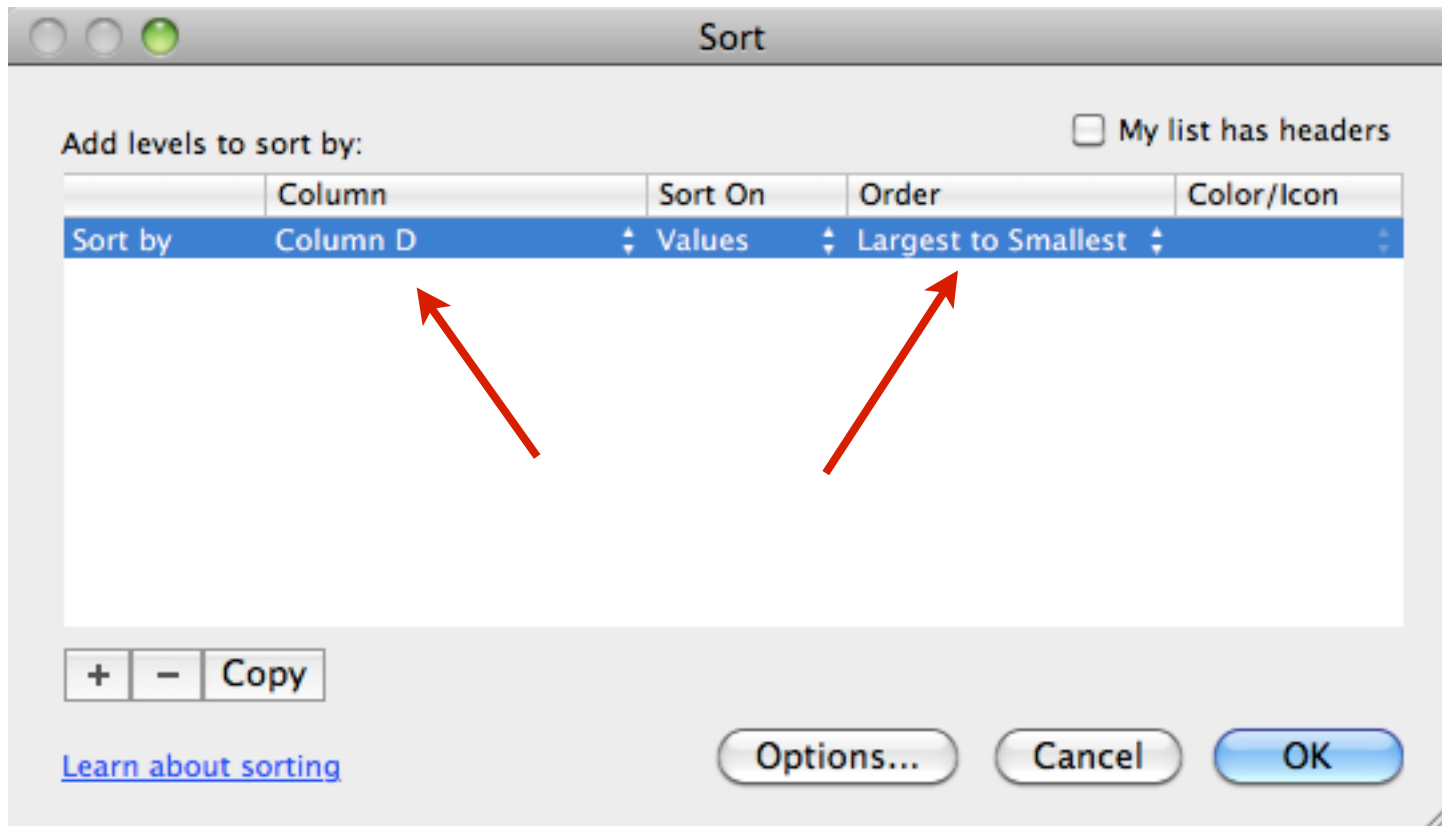 Sort
My list has headers
Add levels to sort by:
Column Sort On Order Color/Icon
Sort by Column D Values Largest to Smallest
+ − Copy
Learn about sorting Options... Cancel OK